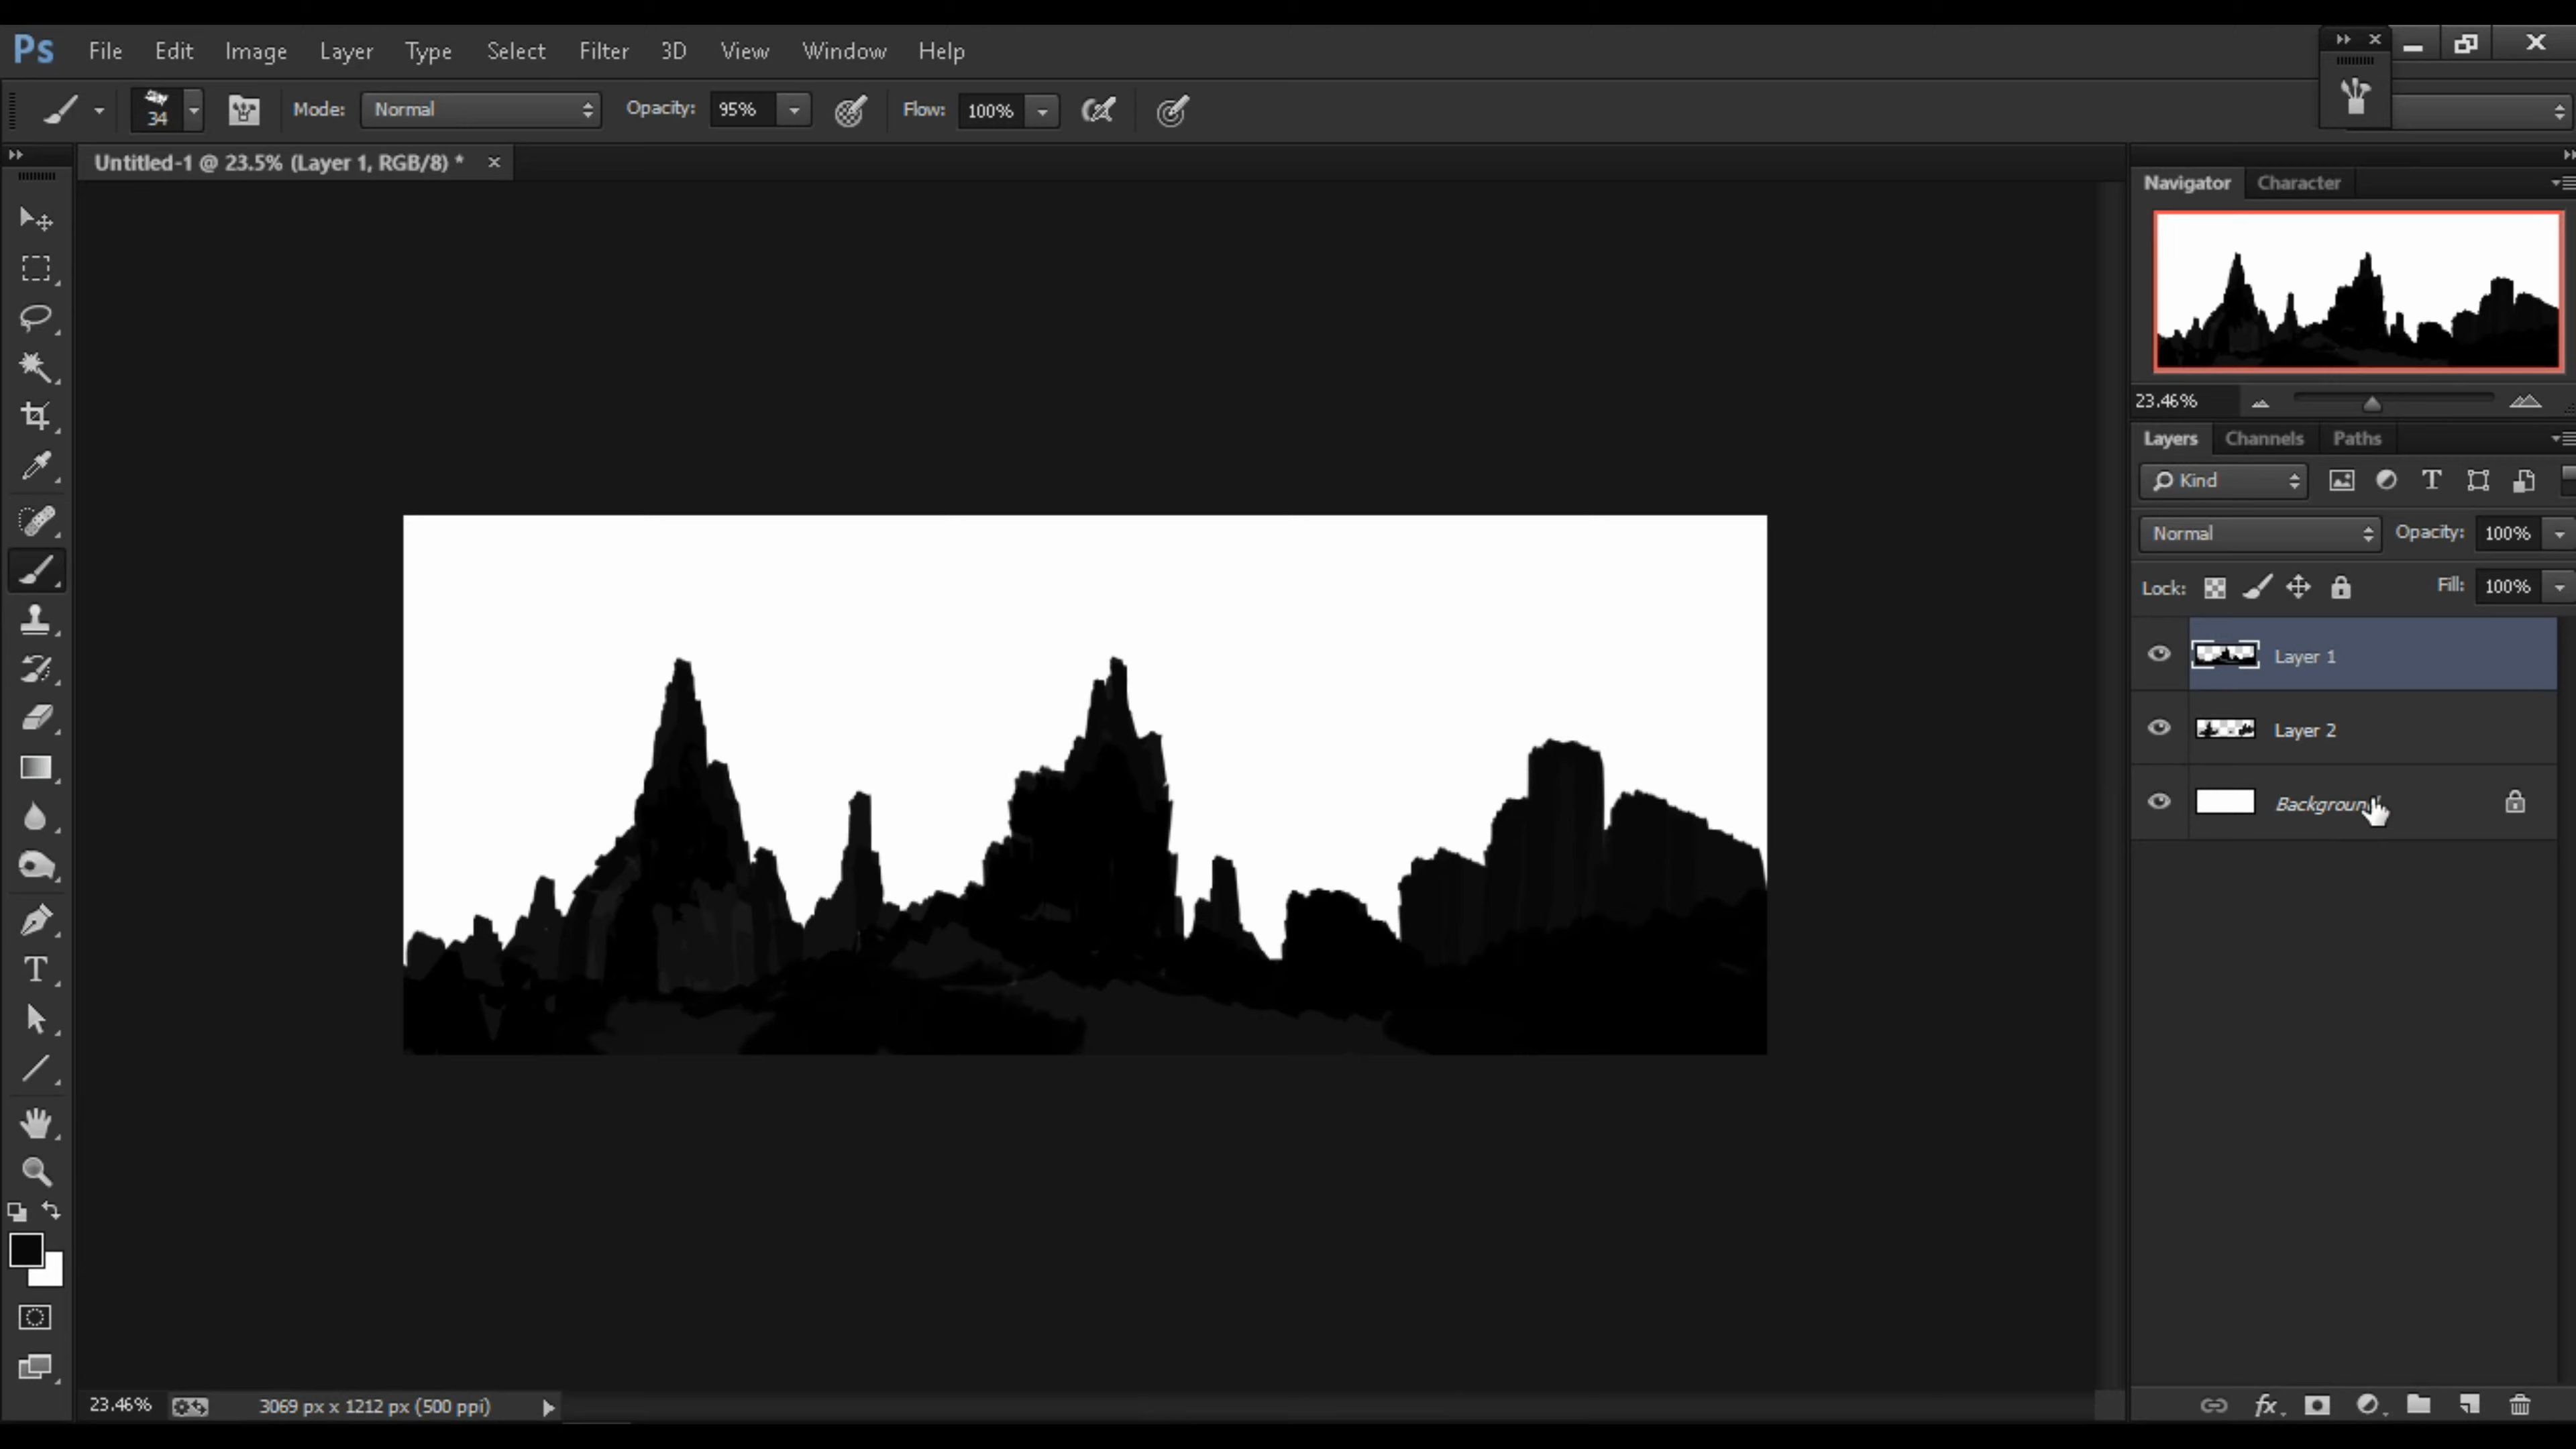 Ps File Edit Image Layer Type Select Filter 3D View Window Help
34 Mode: Normal Opacity: 95% Flow: 100%
Untitled-1 @ 23.5% (Layer 1, RGB/8) *
Navigator Character
23.46%
Layers Channels Paths
Kind
Normal Opacity: 100%
Lock: Fill: 100%
Layer 1
Layer 2
Background
23.46% 3069 px x 1212 px (500 ppi)
fx